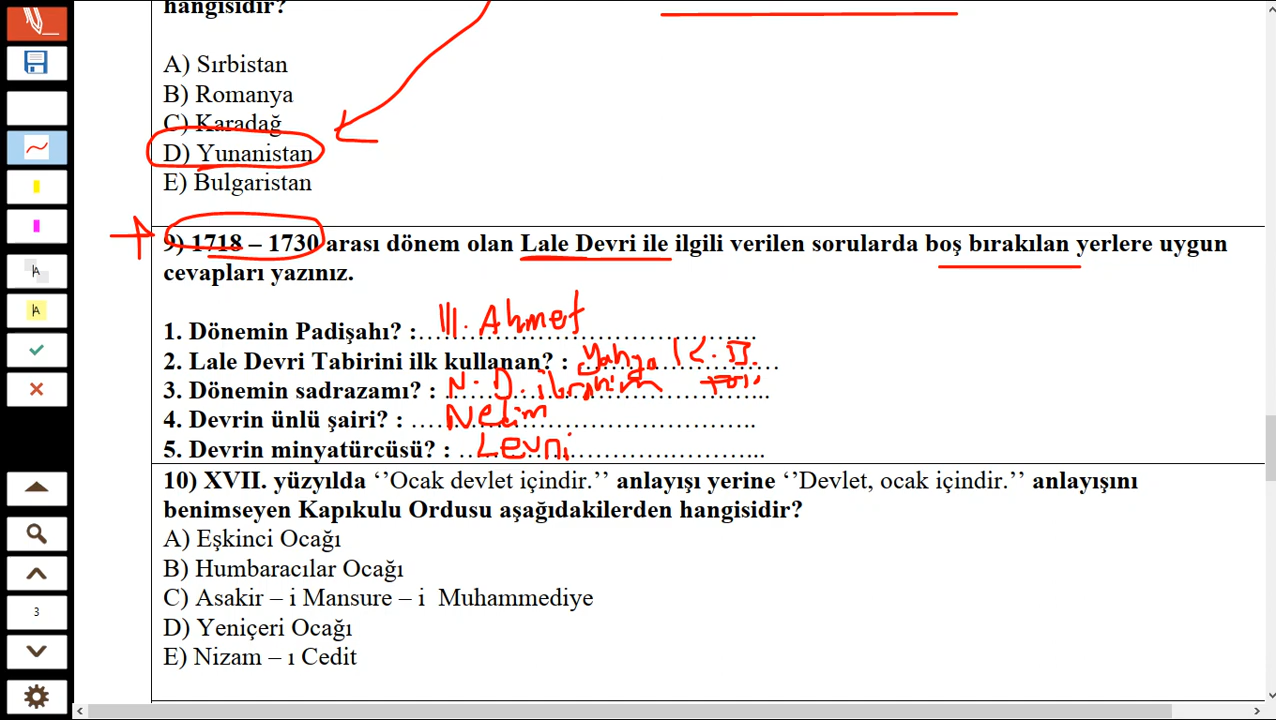 hangisidir?
A) Sırbistan
B) Romanya
C) Karadağ
D) Yunanistan
E) Bulgaristan
9) 1718 – 1730 arası dönem olan Lale Devri ile ilgili verilen sorularda boş bırakılan yerlere uygun
cevapları yazınız.
1. Dönemin Padişahı? :.... III. Ahmet
2. Lale Devri Tabirini ilk kullanan? : Yahya K. B.
3. Dönemin sadrazamı? : N. D. ibrahim
4. Devrin ünlü şairi? : Nedim
5. Devrin minyatürcüsü? : Levni
10) XVII. yüzyılda ‘’Ocak devlet içindir.’’ anlayışı yerine ‘’Devlet, ocak içindir.’’ anlayışını
benimseyen Kapıkulu Ordusu aşağıdakilerden hangisidir?
A) Eşkinci Ocağı
B) Humbaracılar Ocağı
C) Asakir – i Mansure – i Muhammediye
D) Yeniçeri Ocağı
E) Nizam – ı Cedit
3